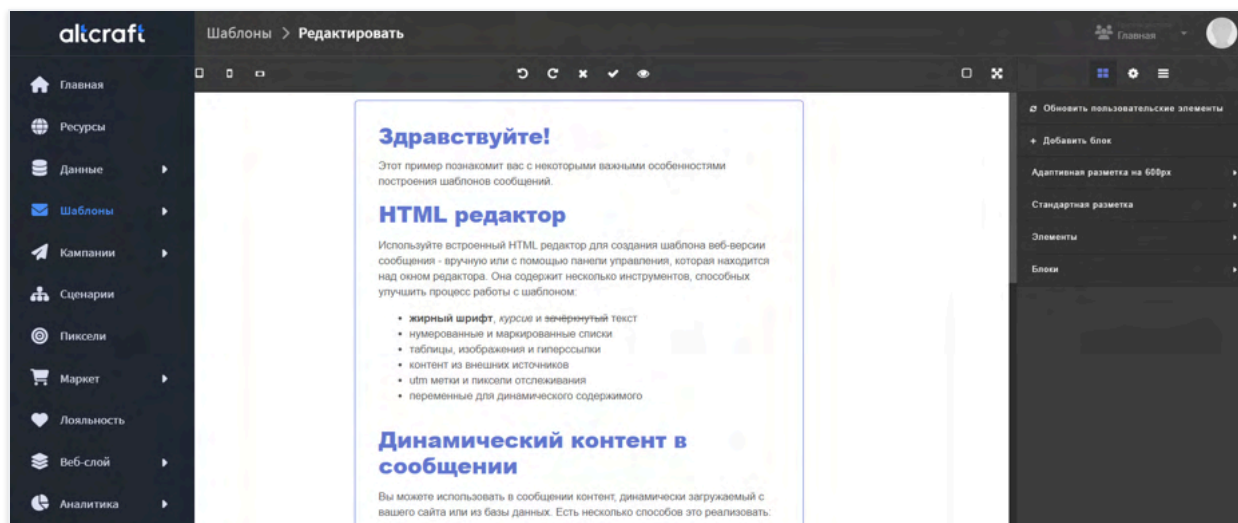 altcraft
Шаблоны > Редактировать
Главная
Главная
Ресурсы
Данные
Шаблоны
Кампании
Сценарии
Пиксели
Маркет
Лояльность
Веб-слой
Аналитика
Здравствуйте!
Этот пример познакомит вас с некоторыми важными особенностями
построения шаблонов сообщений.
HTML редактор
Используйте встроенный HTML редактор для создания шаблона веб-версии
сообщения - вручную или с помощью панели управления, которая находится
над окном редактора. Она содержит несколько инструментов, способных
улучшить процесс работы с шаблоном:
• жирный шрифт, курсив и зачёркнутый текст
• нумерованные и маркированные списки
• таблицы, изображения и гиперссылки
• контент из внешних источников
• utm метки и пиксели отслеживания
• переменные для динамического содержимого
Динамический контент в
сообщении
Вы можете использовать в сообщении контент, динамически загружаемый с
вашего сайта или из базы данных. Есть несколько способов это реализовать:
Обновить пользовательские элементы
+ Добавить блок
Адаптивная разметка на 600px
Стандартная разметка
Элементы
Блоки